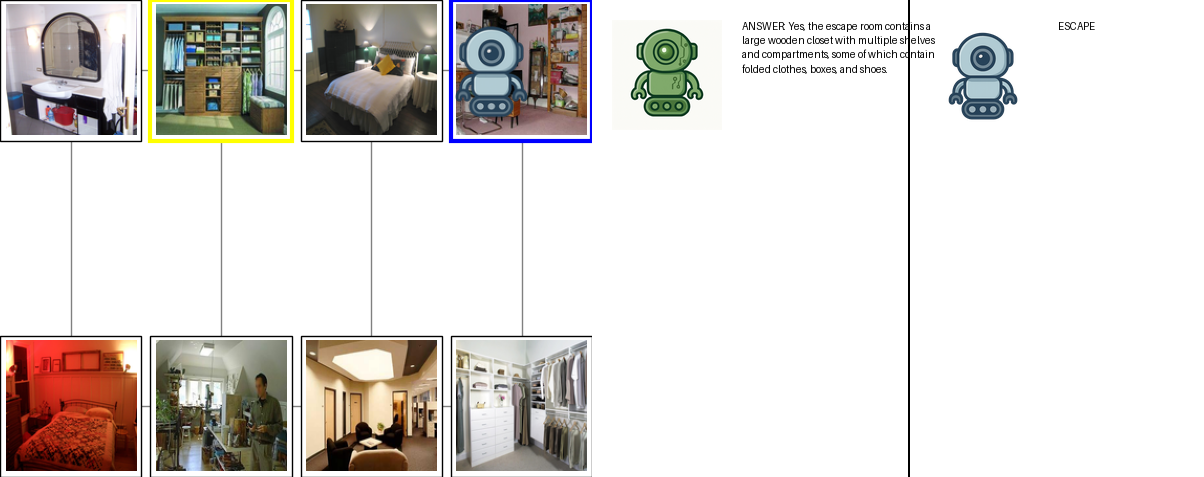 ANSWER: Yes, the escape room contains a
large wooden closet with multiple shelves
and compartments, some of which contain
folded clothes, boxes, and shoes.
ESCAPE